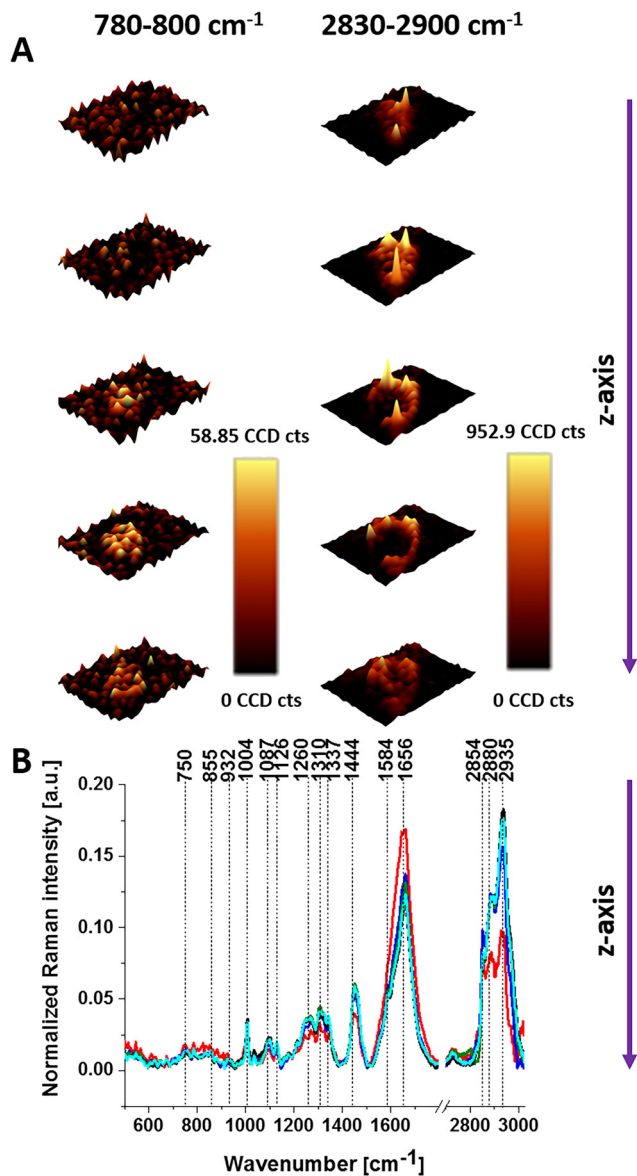 780-800 cm-1
2830-2900 cm-1
A
z-axis
58.85 CCD cts
952.9 CCD cts
0 CCD cts
0 CCD cts
B
750
855
932
1004
1087
1126
1260
1310
1337
1444
1584
1656
2854
2880
2935
Normalized Raman intensity [a.u.]
0.20
0.15
0.10
0.05
0.00
600
800
1000
1200
1400
1600
2800
3000
Wavenumber [cm-1]
z-axis